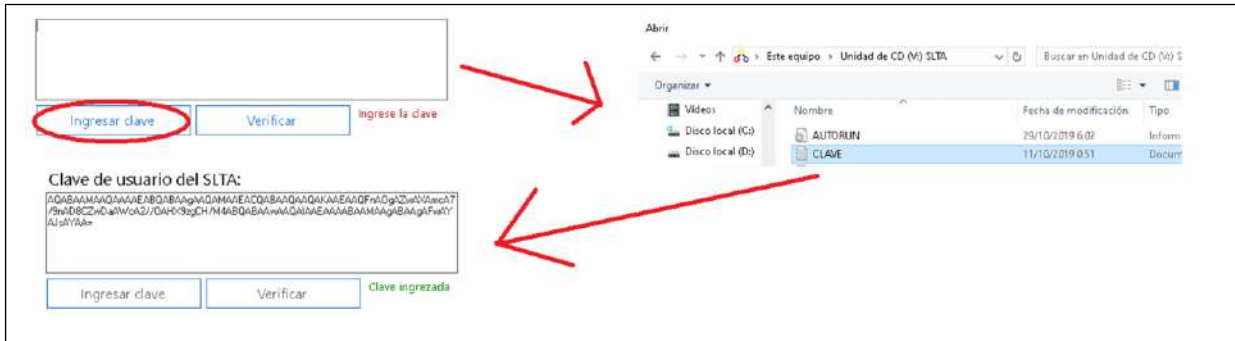 Ingresar clave
Verificar
Ingrese la clave
Abrir
Este equipo > Unidad de CD (V:) SLTA
Buscar en Unidad de CD (V:) S
Organizar
Nombre
Fecha de modificación
Tipo
Vídeos
Disco local (C:)
Disco local (D:)
AUTORUN
29/10/2019 6:02
Inform
CLAVE
11/10/2019 0:51
Docum
Clave de usuario del SLTA:
Ingresar clave
Verificar
Clave ingrezada